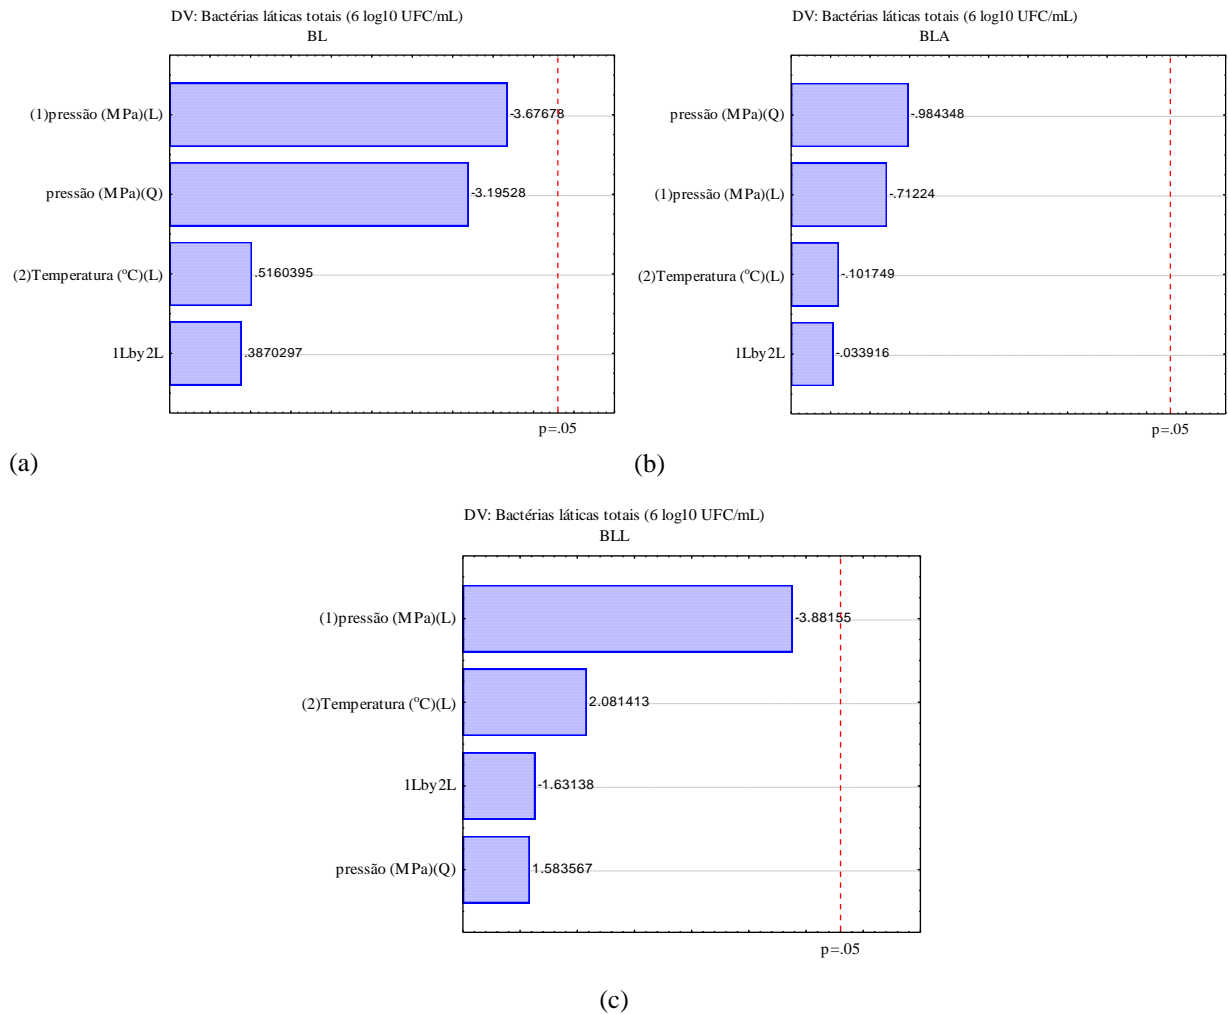 DV: Bactérias láticas totais (6 log10 UFC/mL)
BL
(1)pressão (MPa)(L)
-3.67678
pressão (MPa)(Q)
-3.19528
(2)Temperatura (ºC)(L)
.5160395
1Lby2L
.3870297
p=.05
(a)
DV: Bactérias láticas totais (6 log10 UFC/mL)
BLA
pressão (MPa)(Q)
-.984348
(1)pressão (MPa)(L)
-.71224
(2)Temperatura (ºC)(L)
-.101749
1Lby2L
-.033916
p=.05
(b)
DV: Bactérias láticas totais (6 log10 UFC/mL)
BLL
(1)pressão (MPa)(L)
-3.88155
(2)Temperatura (ºC)(L)
2.081413
1Lby2L
-1.63138
pressão (MPa)(Q)
1.583567
p=.05
(c)